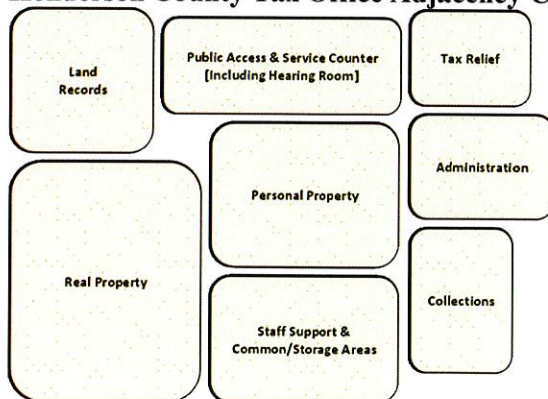 Henderson County Tax Office Adjacency
Land
Records
Public Access & Service Counter
[Including Hearing Room]
Tax Relief
Personal Property
Administration
Real Property
Staff Support &
Common/Storage Areas
Collections